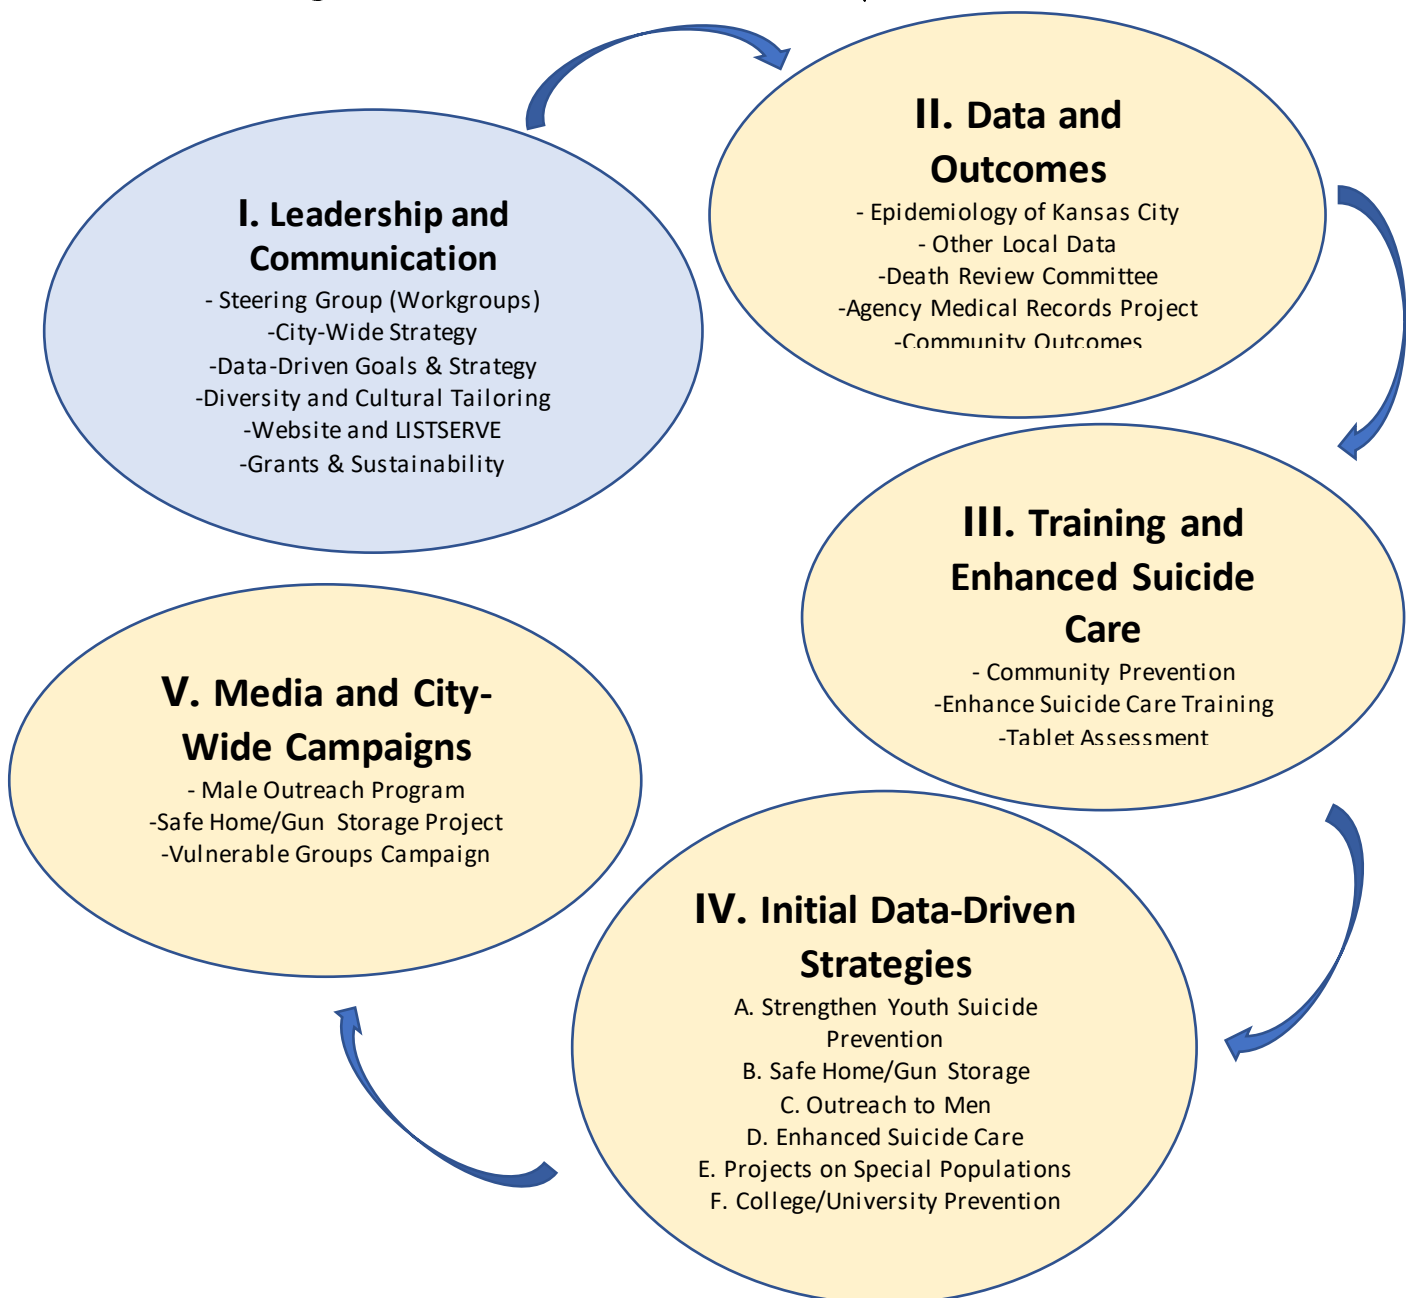 I. Leadership and
Communication
- Steering Group (Workgroups)
-City-Wide Strategy
-Data-Driven Goals & Strategy
-Diversity and Cultural Tailoring
-Website and LISTSERVE
-Grants & Sustainability
II. Data and
Outcomes
- Epidemiology of Kansas City
- Other Local Data
-Death Review Committee
-Agency Medical Records Project
-Community Outcomes
III. Training and
Enhanced Suicide
Care
- Community Prevention
-Enhance Suicide Care Training
-Tablet Assessment
IV. Initial Data-Driven
Strategies
A. Strengthen Youth Suicide
Prevention
B. Safe Home/Gun Storage
C. Outreach to Men
D. Enhanced Suicide Care
E. Projects on Special Populations
F. College/University Prevention
V. Media and City-
Wide Campaigns
- Male Outreach Program
-Safe Home/Gun Storage Project
-Vulnerable Groups Campaign